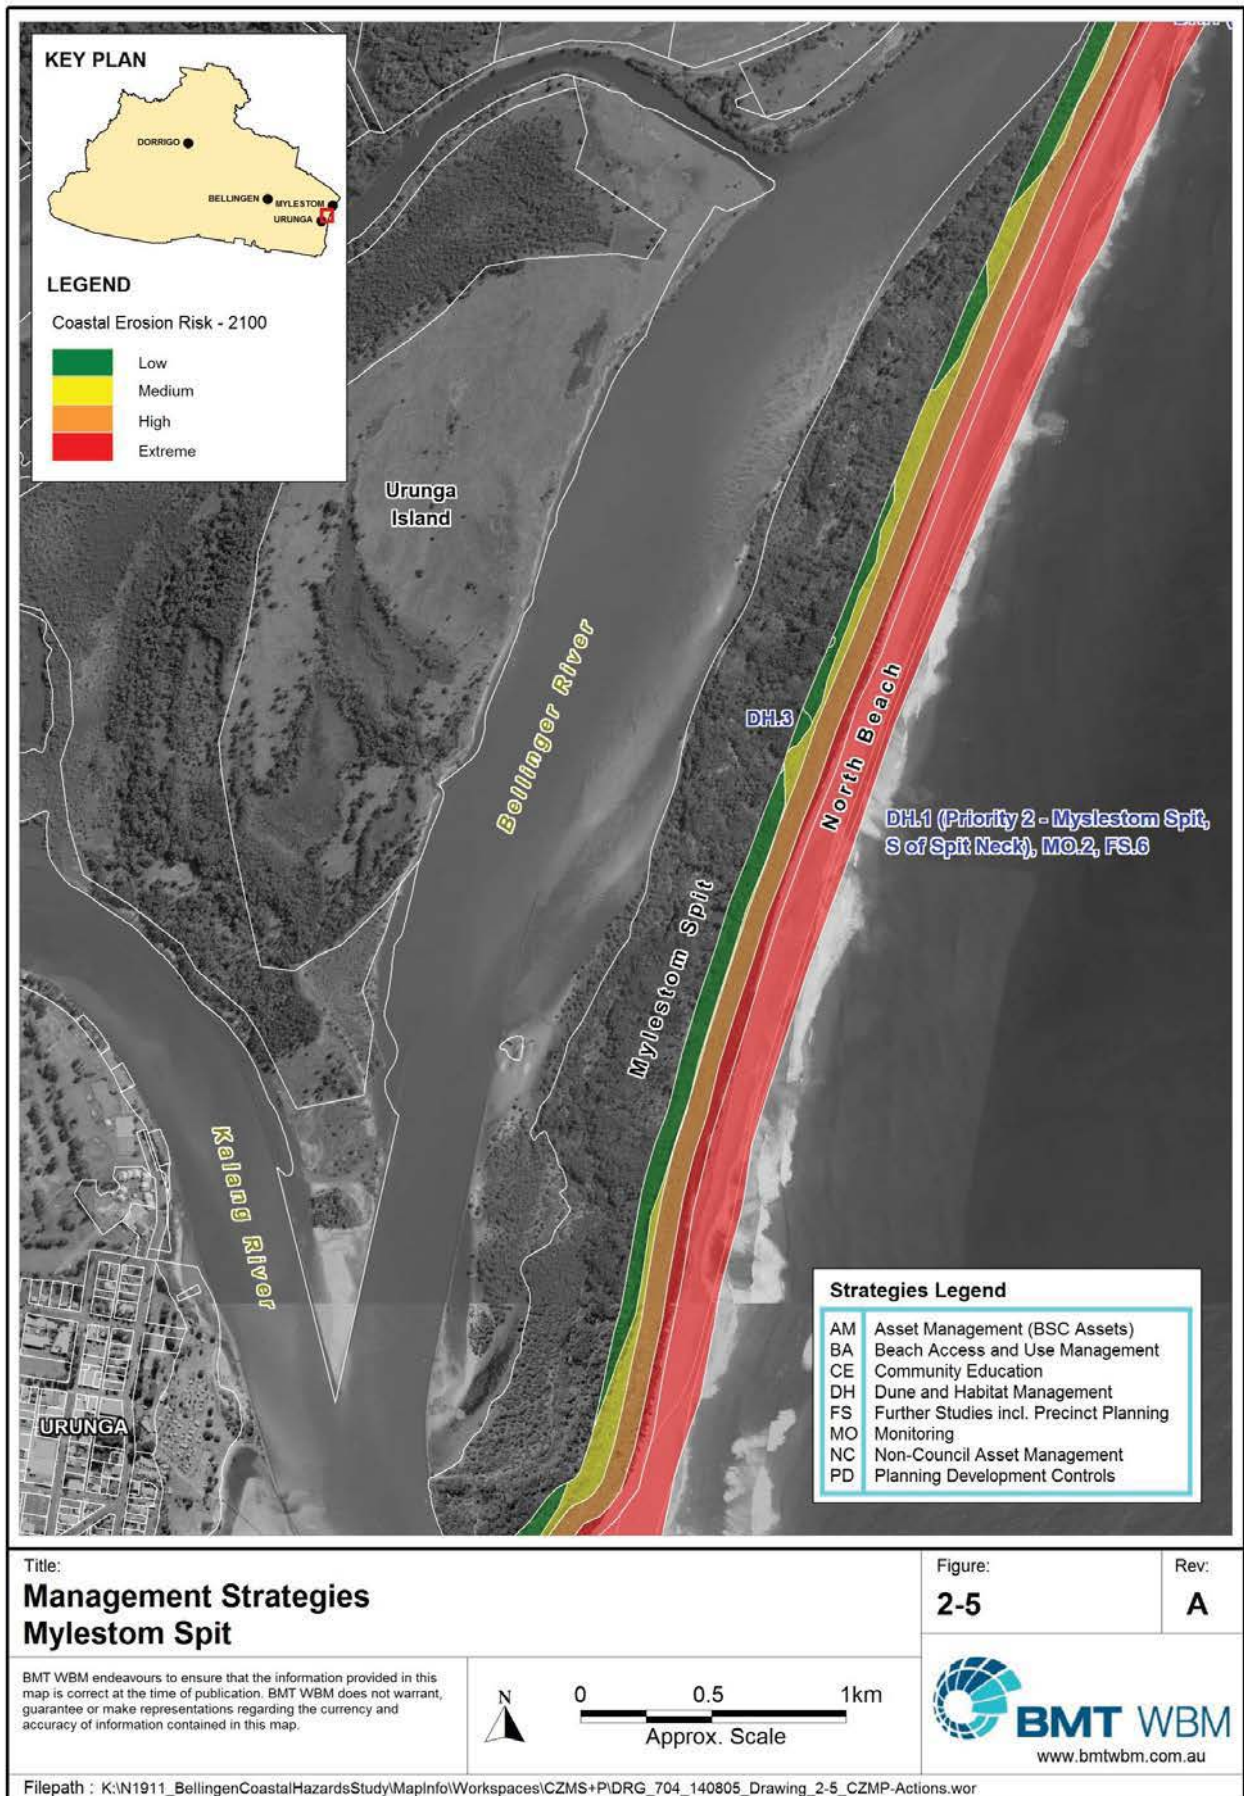 KEY PLAN
DORRIGO
BELLINGEN
MYLESTOM
URUNGA
LEGEND
Coastal Erosion Risk - 2100
Low
Medium
High
Extreme
Urunga
Island
Bellinger River
DH.3
North Beach
DH.1 (Priority 2 - Myslestom Spit,
S of Spit Neck), MO.2, FS.6
Mylestom Spit
Kalang River
URUNGA
Strategies Legend
AM Asset Management (BSC Assets)
BA Beach Access and Use Management
CE Community Education
DH Dune and Habitat Management
FS Further Studies incl. Precinct Planning
MO Monitoring
NC Non-Council Asset Management
PD Planning Development Controls
Title:
Management Strategies
Mylestom Spit
Figure:
2-5
Rev:
A
BMT WBM endeavours to ensure that the information provided in this
map is correct at the time of publication. BMT WBM does not warrant,
guarantee or make representations regarding the currency and
accuracy of information contained in this map.
N
0 0.5 1km
Approx. Scale
BMT WBM
www.bmtwbm.com.au
Filepath : K:\N1911_BellingenCoastalHazardsStudy\MapInfo\Workspaces\CZMS+P\DRG_704_140805_Drawing_2-5_CZMP-Actions.wor